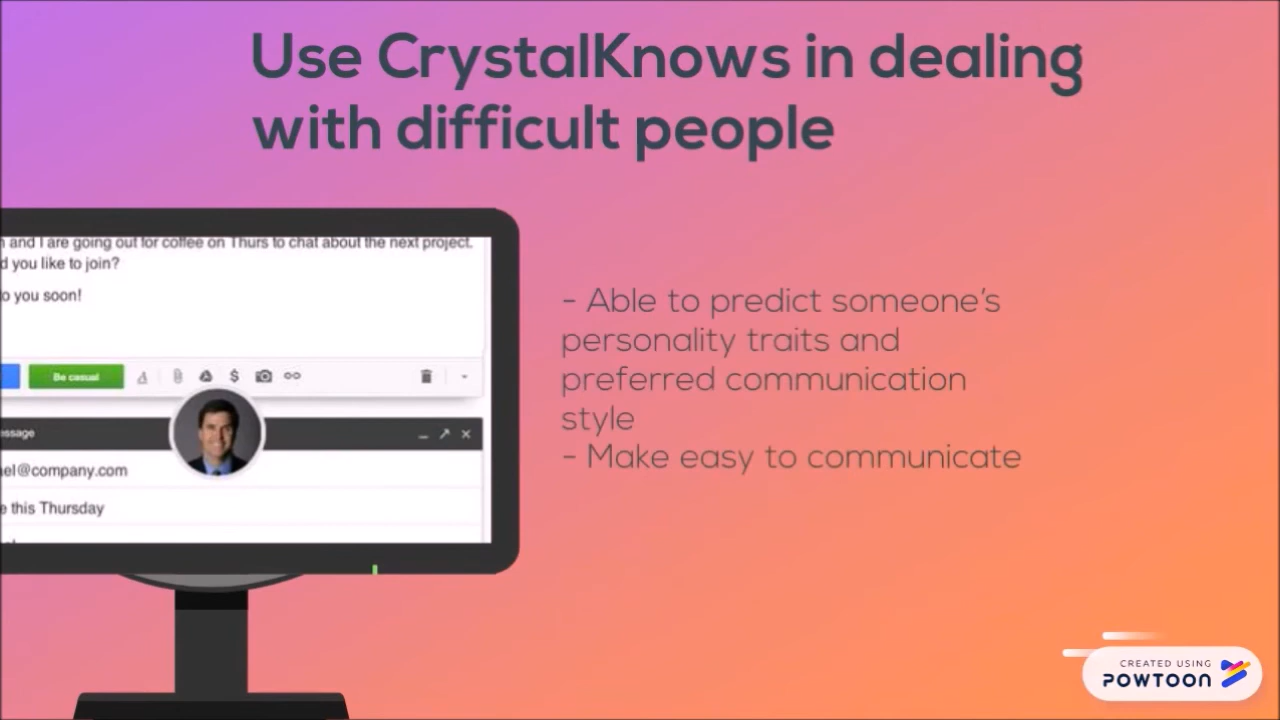 Use CrystalKnows in dealing
with difficult people
and I are going out for coffee on Thurs to chat about the next project.
you like to join?
you soon!
Be casual
- Able to predict someone's
personality traits and
preferred communication
style
- Make easy to communicate
@company.com
this Thursday
CREATED USING
POWTOON